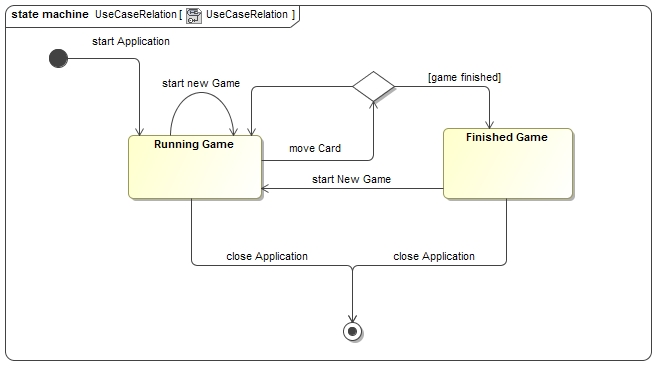 state machine UseCaseRelation [ UseCaseRelation ]
start Application
start new Game
[game finished]
Running Game
Finished Game
move Card
start New Game
close Application
close Application